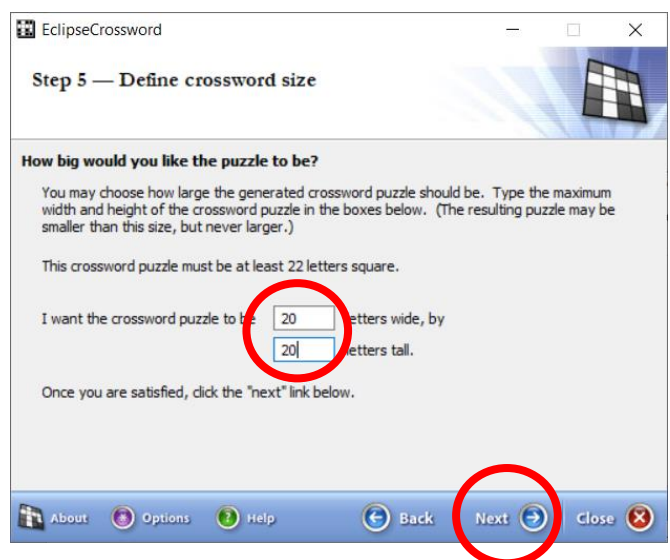 EclipseCrossword
Step 5 — Define crossword size
How big would you like the puzzle to be?
You may choose how large the generated crossword puzzle should be. Type the maximum
width and height of the crossword puzzle in the boxes below. (The resulting puzzle may be
smaller than this size, but never larger.)
This crossword puzzle must be at least 22 letters square.
I want the crossword puzzle to be 20 letters wide, by
20 letters tall.
Once you are satisfied, click the "next" link below.
About Options Help Back Next Close